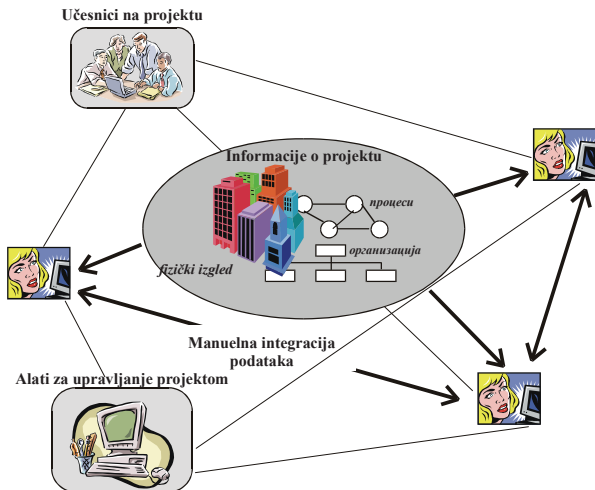 Učesnici na projektu
Informacije o projektu
процеси
организација
fizički izgled
Manuelna integracija
podataka
Alati za upravljanje projektom